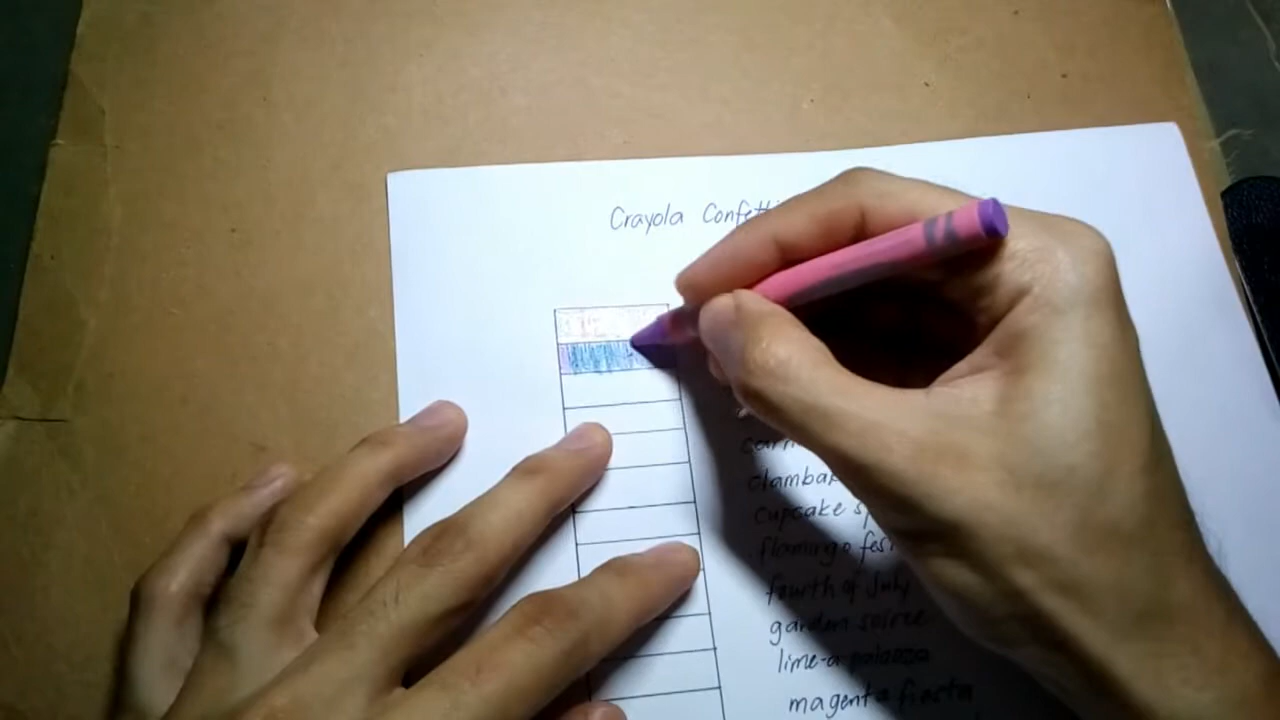 Crayola Confetti
clambake
cupcake
flamingo
fourth of July
garden soiree
lime-a-palooza
magenta fiesta